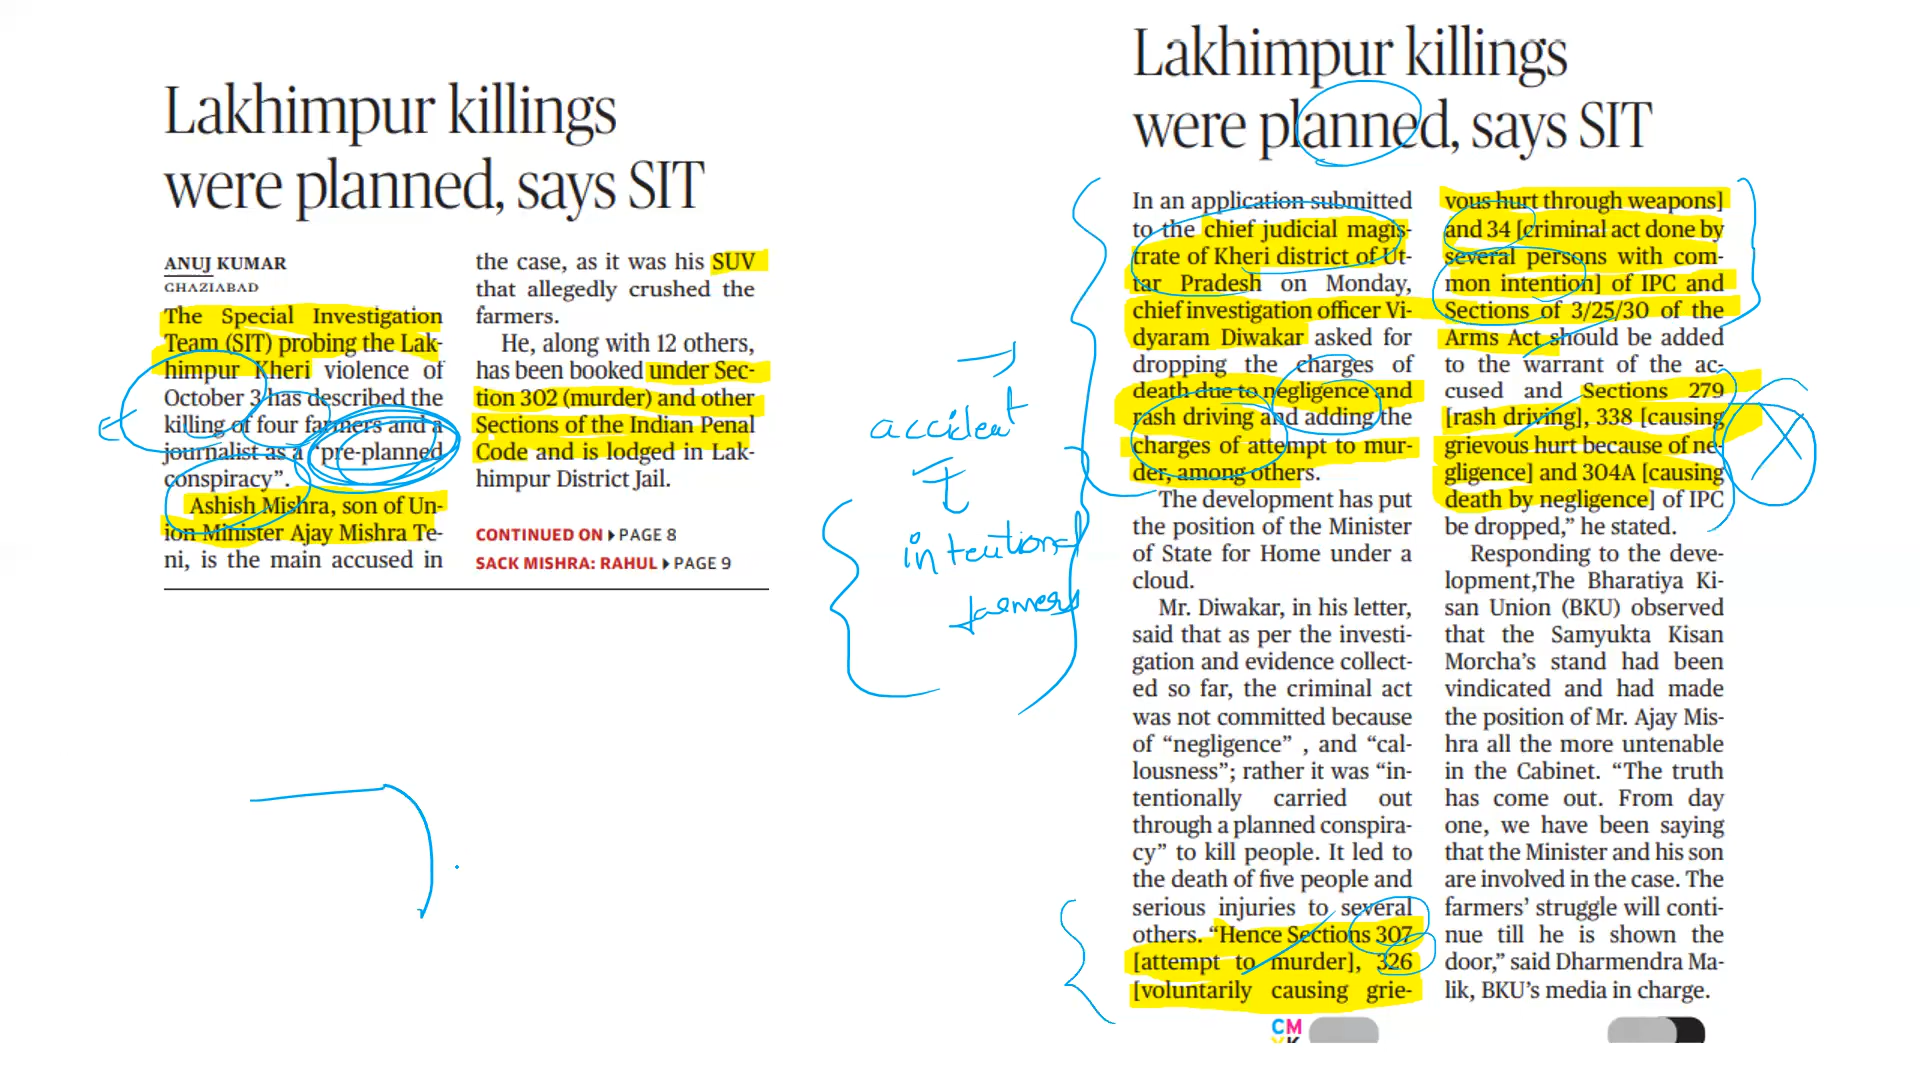 Lakhimpur killings
were planned, says SIT
ANUJ KUMAR
GHAZIABAD
The Special Investigation
Team (SIT) probing the Lak-
himpur Kheri violence of
October 3 has described the
killing of four farmers and a
journalist as a “pre-planned
conspiracy”.
Ashish Mishra, son of Un-
ion Minister Ajay Mishra Te-
ni, is the main accused in
the case, as it was his SUV
that allegedly crushed the
farmers.
He, along with 12 others,
has been booked under Sec-
tion 302 (murder) and other
Sections of the Indian Penal
Code and is lodged in Lak-
himpur District Jail.
CONTINUED ON PAGE 8
SACK MISHRA: RAHUL PAGE 9
accident
intentional
farmers
Lakhimpur killings
were planned, says SIT
In an application submitted
to the chief judicial magis-
trate of Kheri district of Ut-
tar Pradesh on Monday,
chief investigation officer Vi-
dyaram Diwakar asked for
dropping the charges of
death due to negligence and
rash driving and adding the
charges of attempt to mur-
der, among others.
The development has put
the position of the Minister
of State for Home under a
cloud.
Mr. Diwakar, in his letter,
said that as per the investi-
gation and evidence collect-
ed so far, the criminal act
was not committed because
of “negligence” , and “cal-
lousness”; rather it was “in-
tentionally carried out
through a planned conspira-
cy” to kill people. It led to
the death of five people and
serious injuries to several
others. “Hence Sections 307
[attempt to murder], 326
[voluntarily causing grie-
vous hurt through weapons]
and 34 [criminal act done by
several persons with com-
mon intention] of IPC and
Sections of 3/25/30 of the
Arms Act should be added
to the warrant of the ac-
cused and Sections 279
[rash driving], 338 [causing
grievous hurt because of ne-
gligence] and 304A [causing
death by negligence] of IPC
be dropped,” he stated.
Responding to the deve-
lopment,The Bharatiya Ki-
san Union (BKU) observed
that the Samyukta Kisan
Morcha’s stand had been
vindicated and had made
the position of Mr. Ajay Mis-
hra all the more untenable
in the Cabinet. “The truth
has come out. From day
one, we have been saying
that the Minister and his son
are involved in the case. The
farmers’ struggle will conti-
nue till he is shown the
door,” said Dharmendra Ma-
lik, BKU’s media in charge.
CM